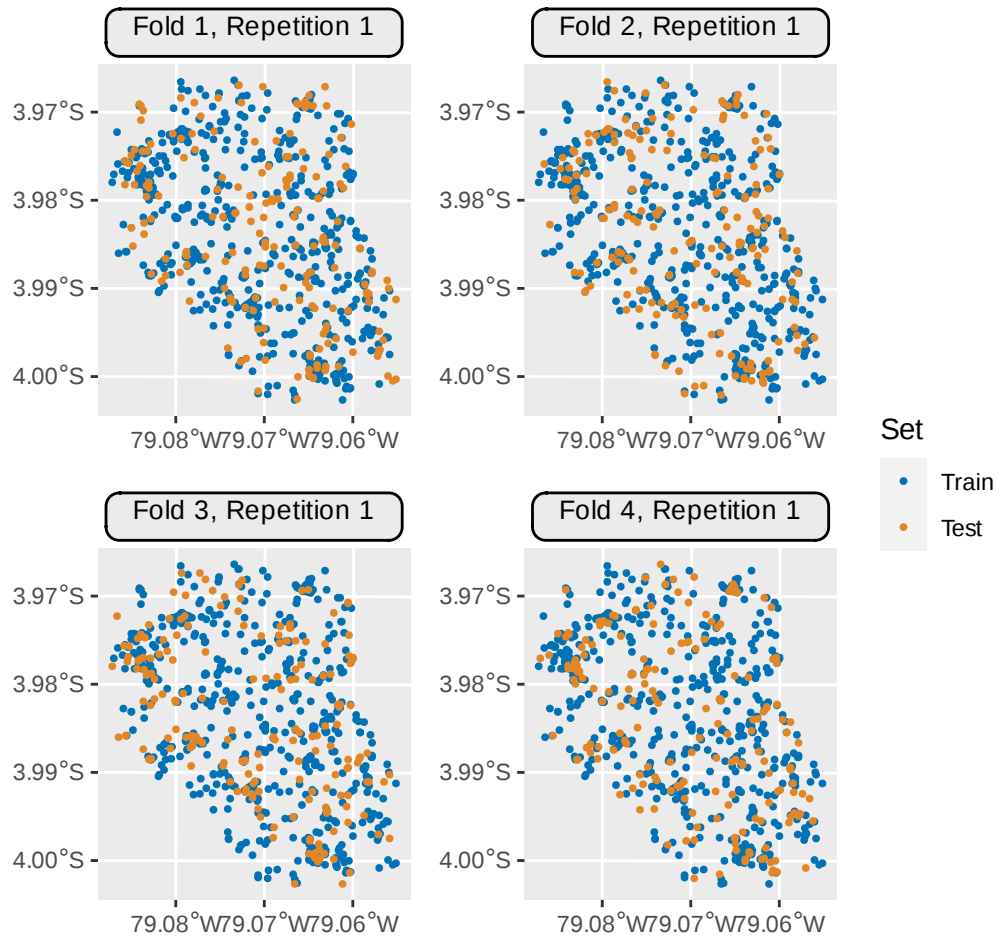 Fold 1, Repetition 1
Fold 2, Repetition 1
3.97°S
3.98°S
3.99°S
4.00°S
79.08°W79.07°W79.06°W
3.97°S
3.98°S
3.99°S
4.00°S
79.08°W79.07°W79.06°W
Set
Train
Test
Fold 3, Repetition 1
Fold 4, Repetition 1
3.97°S
3.98°S
3.99°S
4.00°S
79.08°W79.07°W79.06°W
3.97°S
3.98°S
3.99°S
4.00°S
79.08°W79.07°W79.06°W